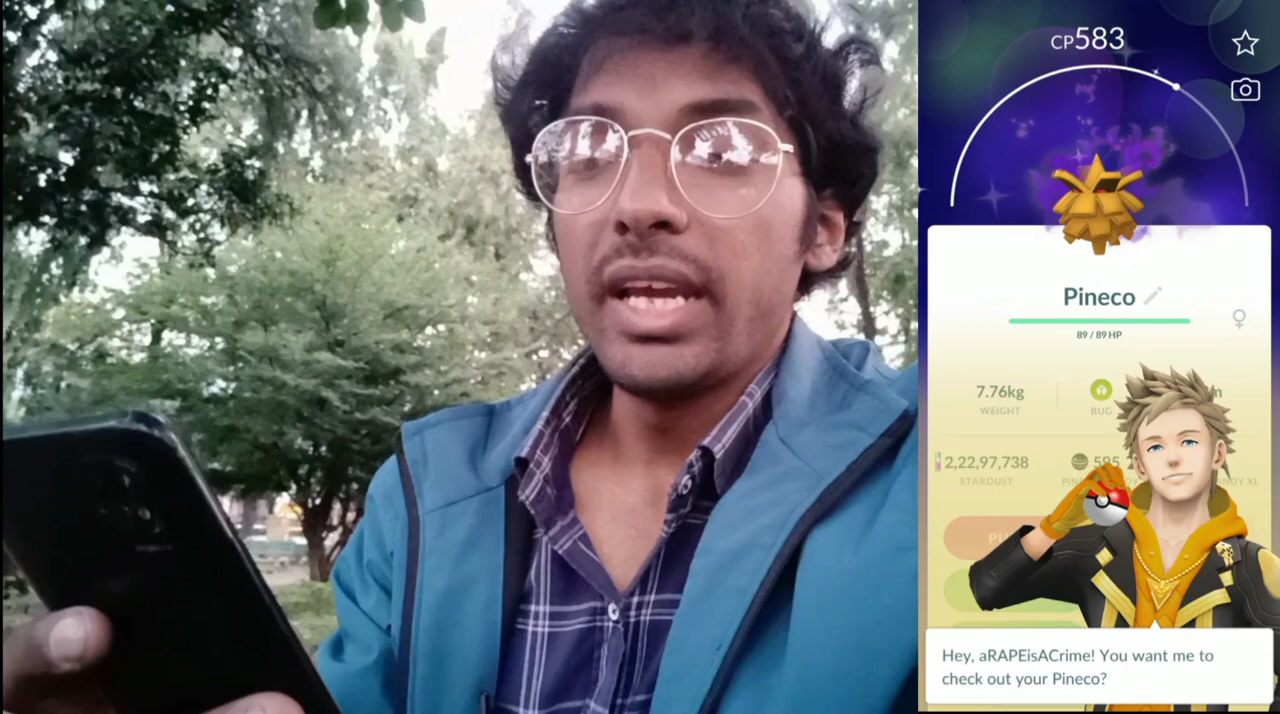 CP583
Pineco
89 / 89 HP
7.76kg
WEIGHT
BUG
2,22,97,738
STARDUST
595
Hey, aRAPEisACrime! You want me to
check out your Pineco?